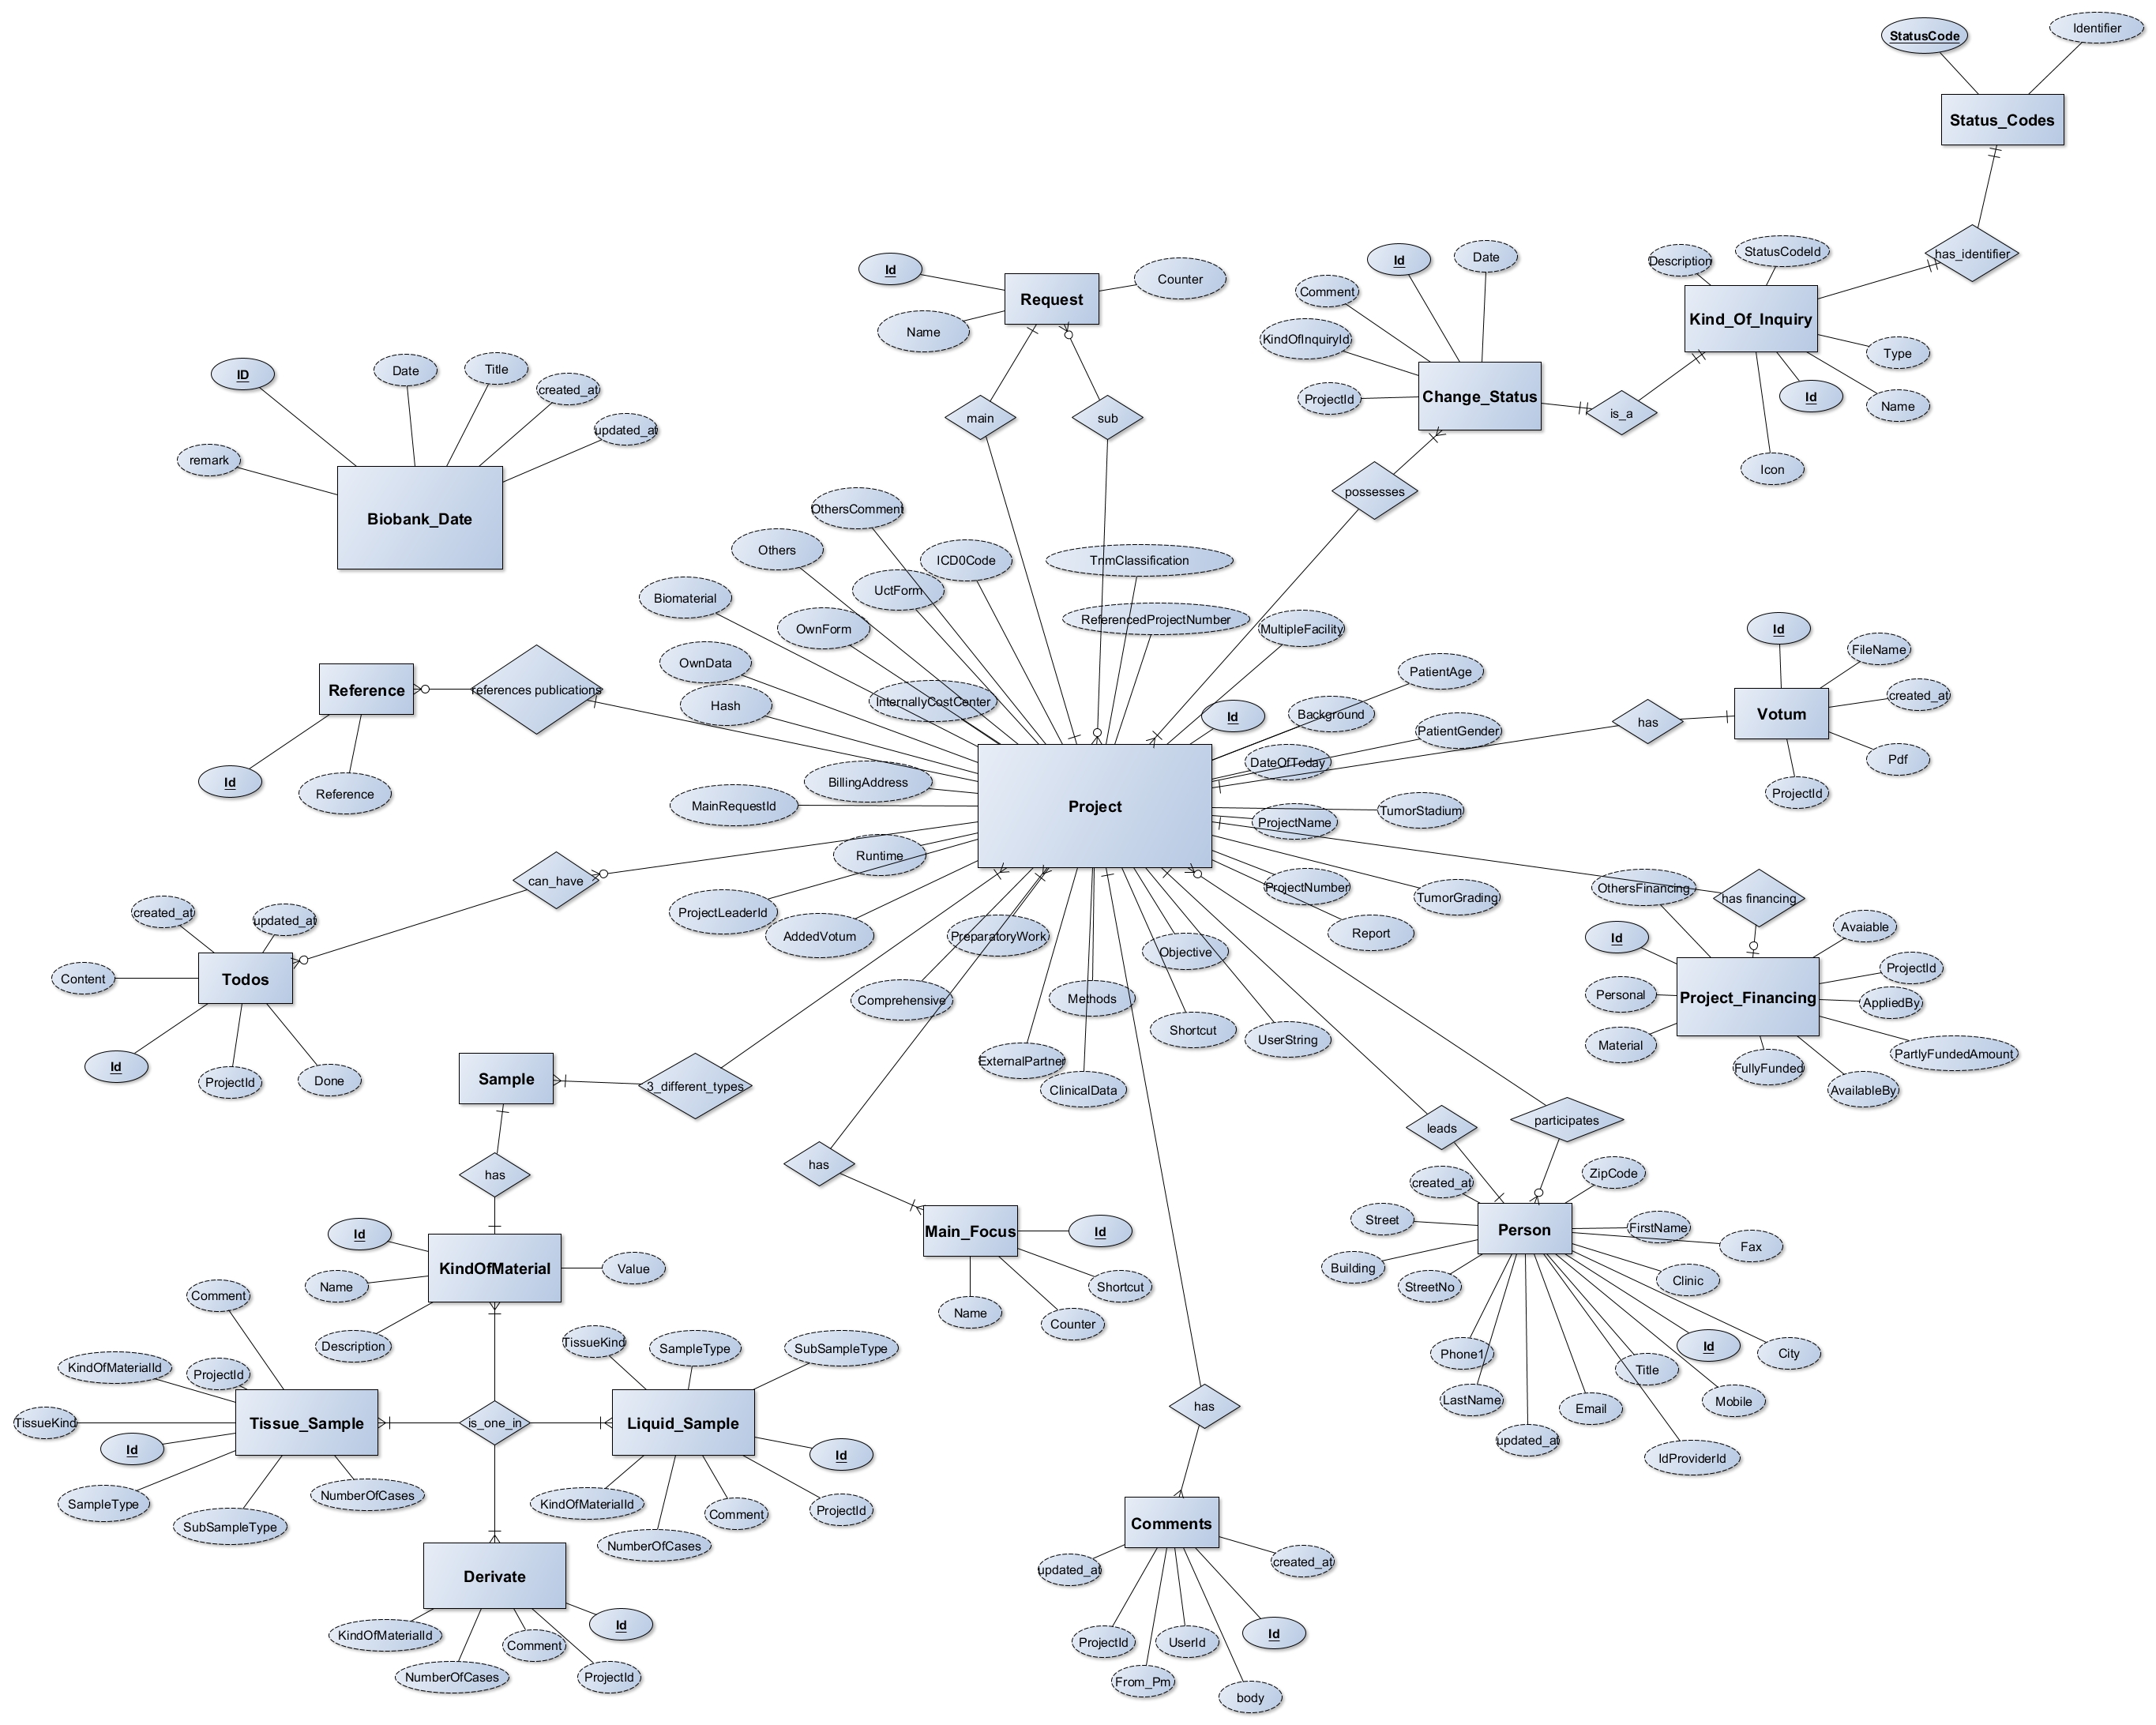 StatusCode
Identifier
Status_Codes
has_identifier
Description
StatusCodeId
Kind_Of_Inquiry
Type
Id
Name
Icon
is_a
Id
Date
Comment
KindOfInquiryId
ProjectId
Change_Status
possesses
Id
Request
Counter
Name
main
sub
ID
Date
Title
created_at
updated_at
remark
Biobank_Date
OthersComment
Others
ICD0Code
TnmClassification
UctForm
Biomaterial
OwnForm
ReferencedProjectNumber
MultipleFacility
OwnData
PatientAge
Hash
InternallyCostCenter
Id
Background
PatientGender
DateOfToday
BillingAddress
MainRequestId
Project
TumorStadium
ProjectName
Runtime
ProjectLeaderId
AddedVotum
PreparatoryWork
Comprehensive
Methods
Objective
Shortcut
UserString
ExternalPartner
ClinicalData
ProjectNumber
TumorGrading
Report
Reference
references publications
Id
Reference
has
Id
FileName
created_at
Votum
Pdf
ProjectId
can_have
created_at
updated_at
Content
Todos
Id
ProjectId
Done
OthersFinancing
has financing
Id
Avaiable
Personal
Project_Financing
ProjectId
AppliedBy
Material
FullyFunded
PartlyFundedAmount
AvailableBy
Sample
3_different_types
has
has
leads
participates
Id
KindOfMaterial
Value
Name
Description
Main_Focus
Id
Shortcut
Name
Counter
created_at
ZipCode
Street
Person
FirstName
Fax
Building
StreetNo
Clinic
Phone1
Id
City
Title
LastName
Email
Mobile
updated_at
IdProviderId
Comment
KindOfMaterialId
ProjectId
TissueKind
Tissue_Sample
Id
SampleType
SubSampleType
NumberOfCases
is_one_in
TissueKind
SampleType
SubSampleType
Liquid_Sample
Id
KindOfMaterialId
Comment
ProjectId
NumberOfCases
Derivate
KindOfMaterialId
Id
Comment
NumberOfCases
ProjectId
has
Comments
updated_at
created_at
ProjectId
UserId
Id
From_Pm
body